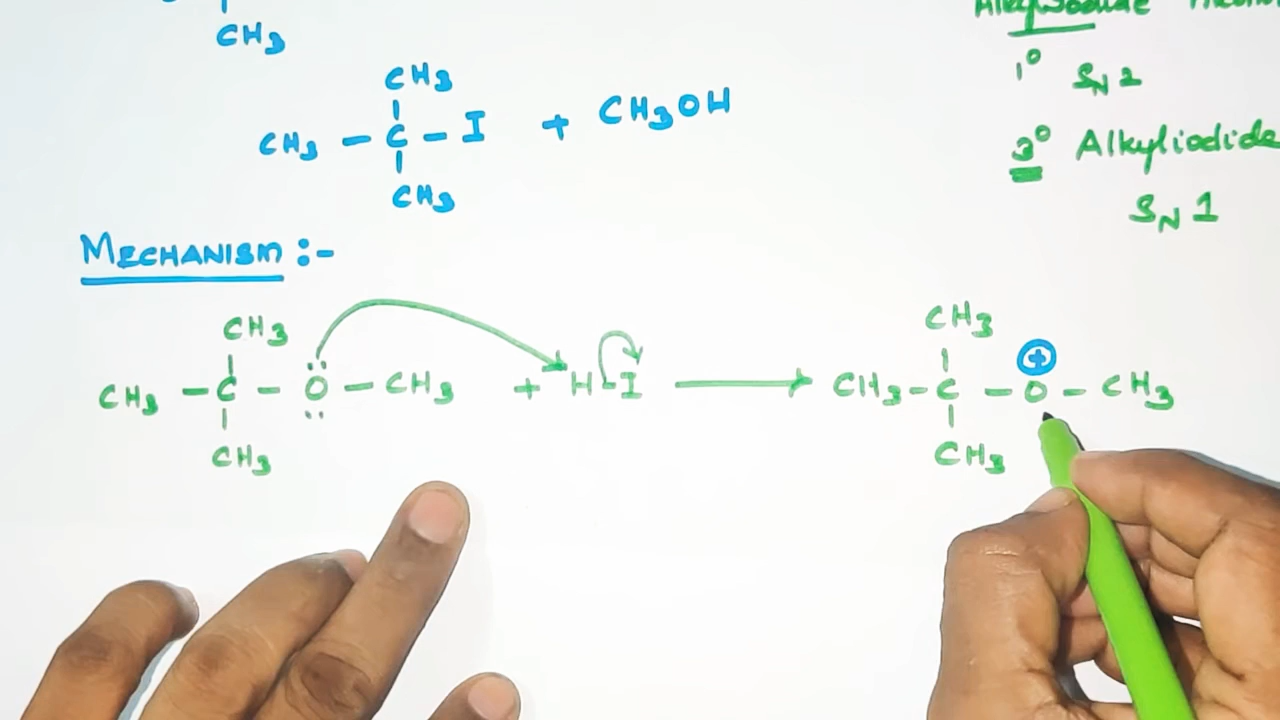 CH3
CH3
CH3 – C – I + CH3OH
CH3
Alkyliodide
1° SN2
3° Alkyliodide
SN1
MECHANISM :-
CH3
CH3 – C – Ö – CH3 + H – I
CH3
CH3
CH3 – C – O – CH3
+
CH3